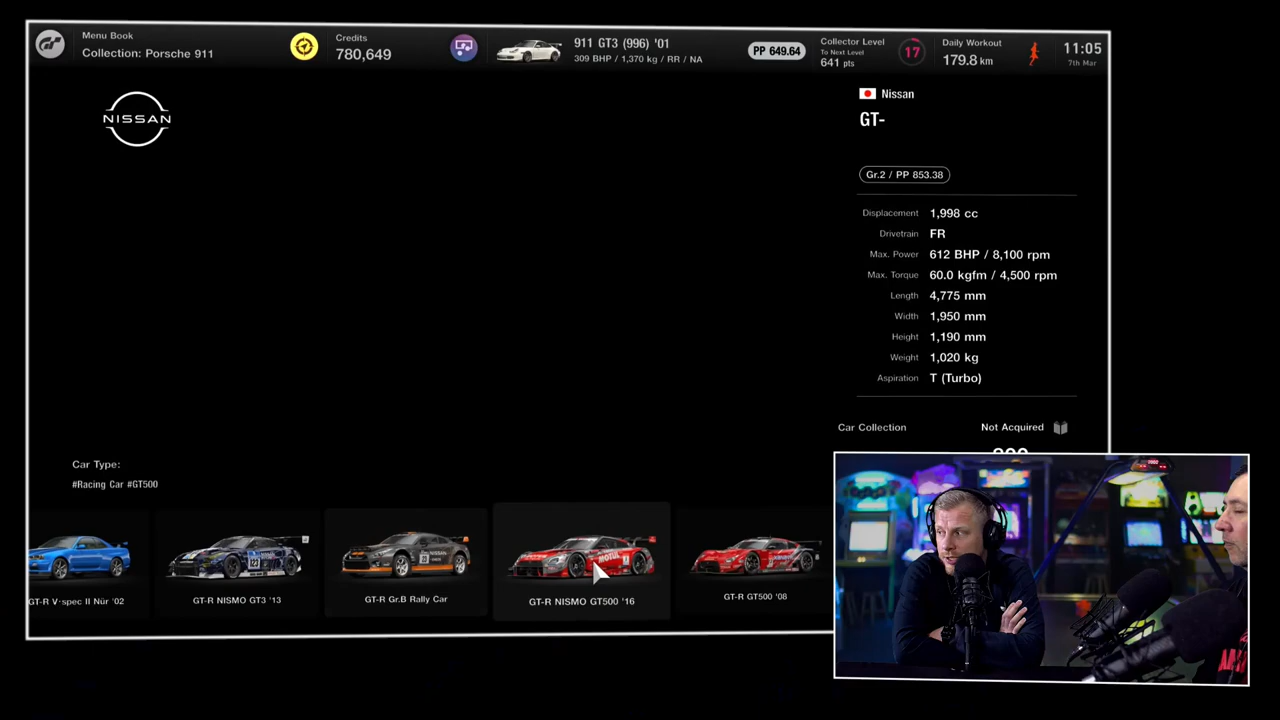 Menu Book
Collection: Porsche 911
Credits
780,649
911 GT3 (996) '01
309 BHP / 1,370 kg / RR / NA
PP 649.64
Collector Level
To Next Level
641 pts
17
Daily Workout
179.8 km
11:05
7th Mar
NISSAN
Nissan
GT-
Gr.2 / PP 853.38
Displacement 1,998 cc
Drivetrain FR
Max. Power 612 BHP / 8,100 rpm
Max. Torque 60.0 kgfm / 4,500 rpm
Length 4,775 mm
Width 1,950 mm
Height 1,190 mm
Weight 1,020 kg
Aspiration T (Turbo)
Car Collection Not Acquired
Car Type:
#Racing Car #GT500
MOTUL
GT-R V·spec II Nür '02
GT-R NISMO GT3 '13
GT-R Gr.B Rally Car
GT-R NISMO GT500 '16
GT-R GT500 '08